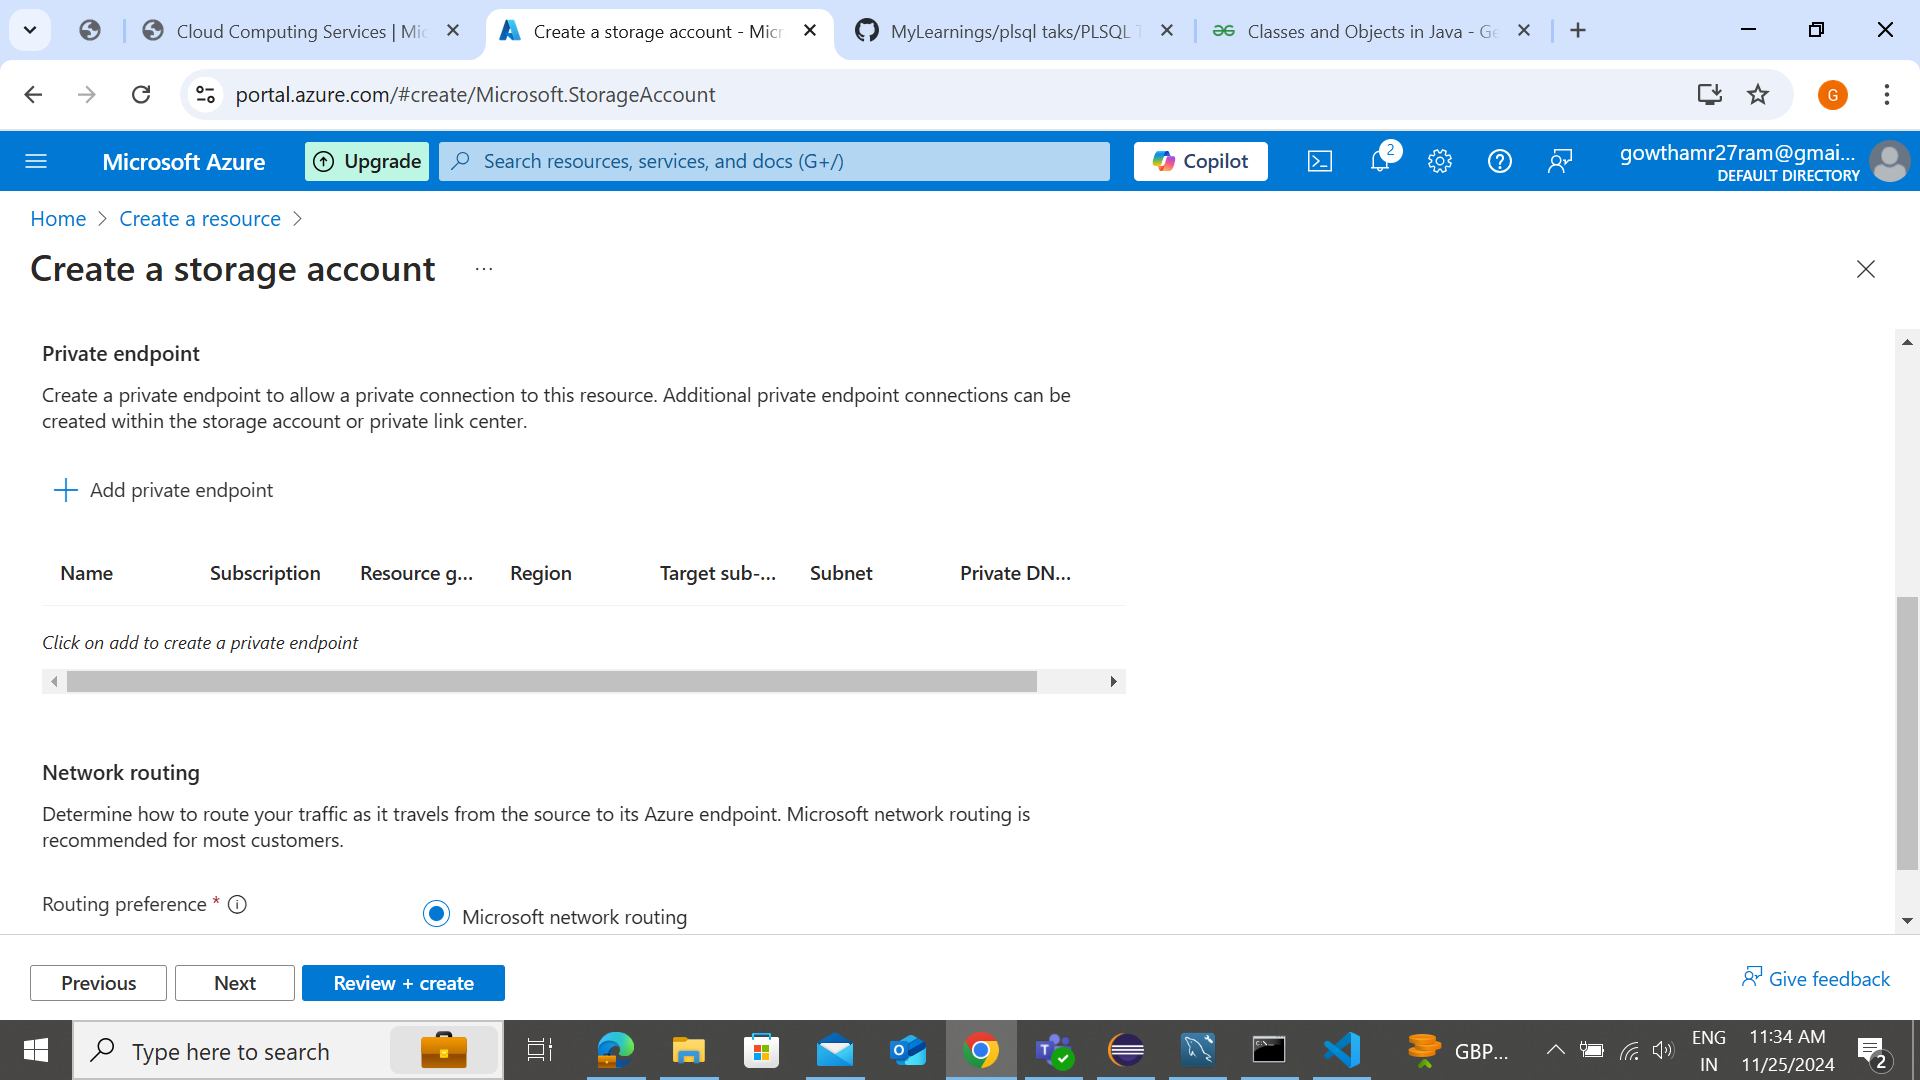 Cloud Computing Services | Mic
Create a storage account - Micr
MyLearnings/plsql taks/PLSQL T
Classes and Objects in Java - Ge
portal.azure.com/#create/Microsoft.StorageAccount
G
Microsoft Azure
Upgrade
Search resources, services, and docs (G+/)
Copilot
2
gowthamr27ram@gmai...
DEFAULT DIRECTORY
Home
Create a resource
Create a storage account
...
Private endpoint
Create a private endpoint to allow a private connection to this resource. Additional private endpoint connections can be
created within the storage account or private link center.
Add private endpoint
Name Subscription Resource g... Region Target sub-... Subnet Private DN...
Click on add to create a private endpoint
Network routing
Determine how to route your traffic as it travels from the source to its Azure endpoint. Microsoft network routing is
recommended for most customers.
Routing preference *
Microsoft network routing
Previous
Next
Review + create
Give feedback
Type here to search
GBP...
ENG
IN
11:34 AM
11/25/2024
2